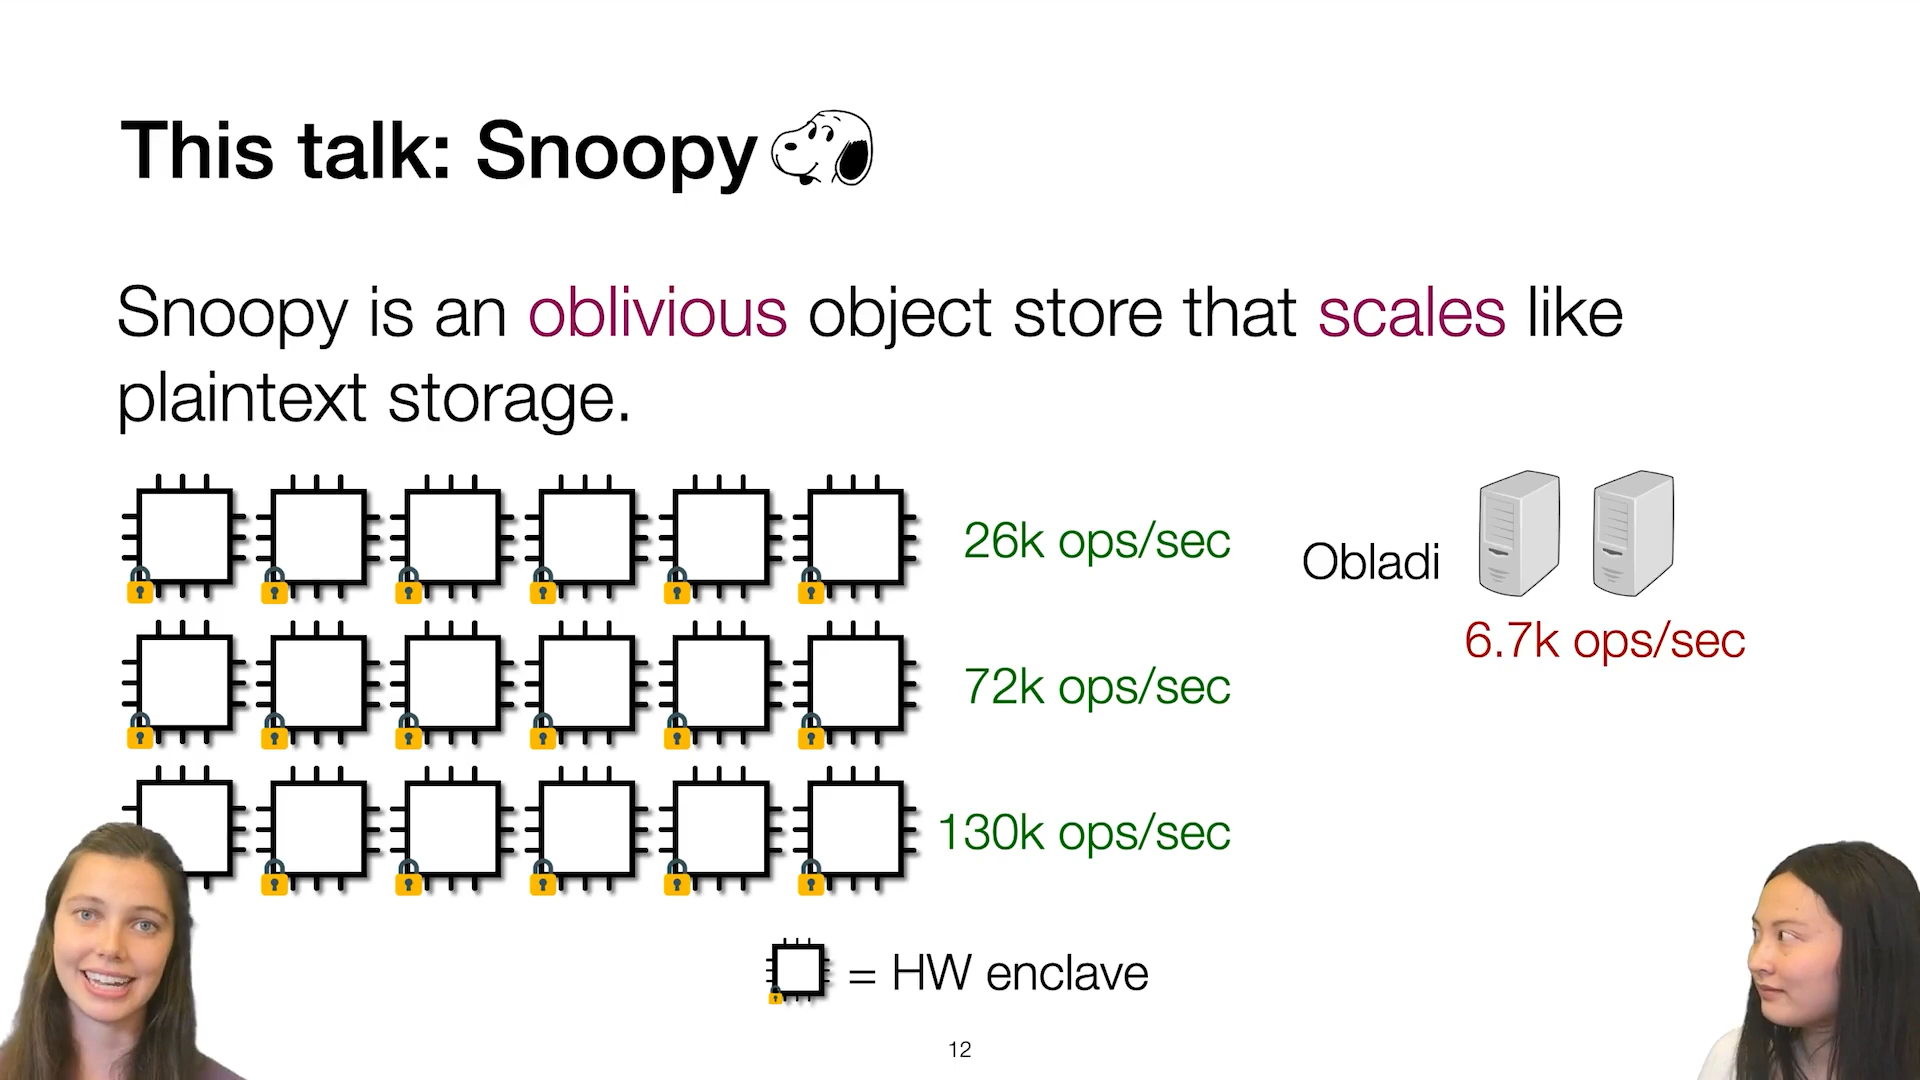 This talk: Snoopy
Snoopy is an oblivious object store that scales like
plaintext storage.
26k ops/sec
Obladi
6.7k ops/sec
72k ops/sec
130k ops/sec
= HW enclave
12